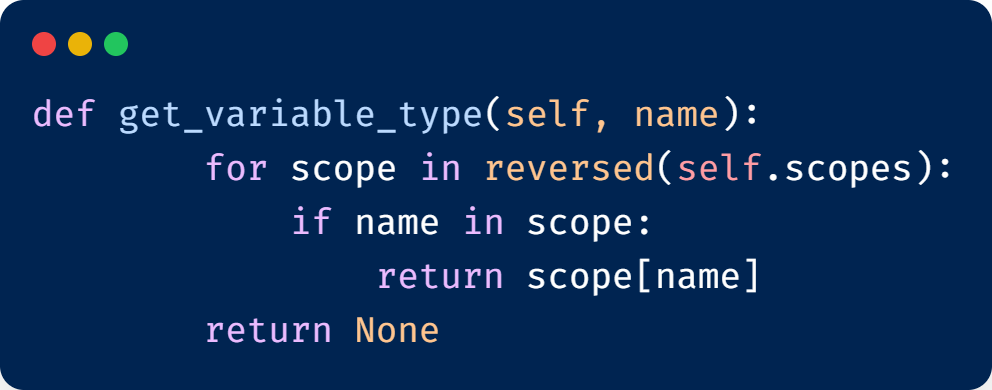 def get_variable_type(self, name):
        for scope in reversed(self.scopes):
            if name in scope:
                return scope[name]
        return None